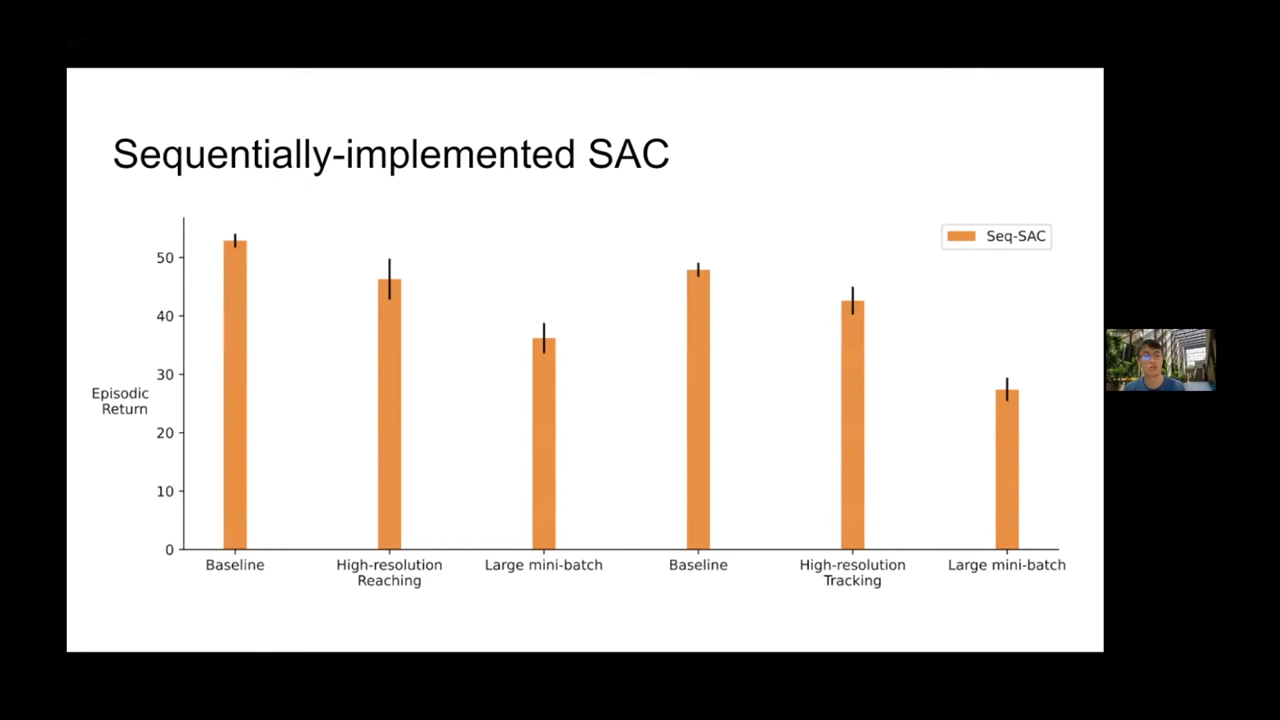 Sequentially-implemented SAC
Seq-SAC
50
40
30
20
10
0
Episodic
Return
Baseline
High-resolution
Reaching
Large mini-batch
Baseline
High-resolution
Tracking
Large mini-batch